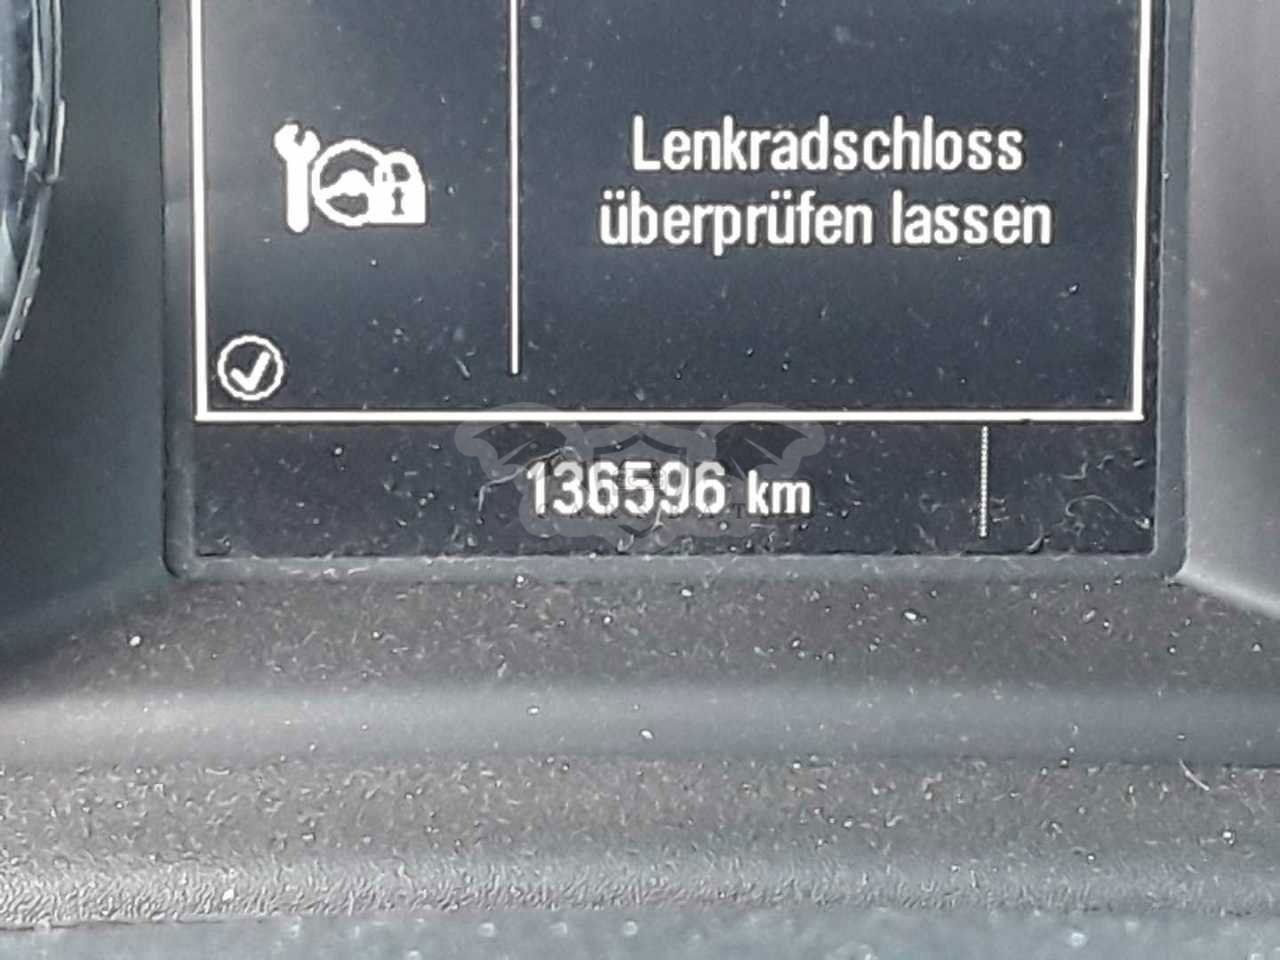 Lenkradschloss
überprüfen lassen
136596 km